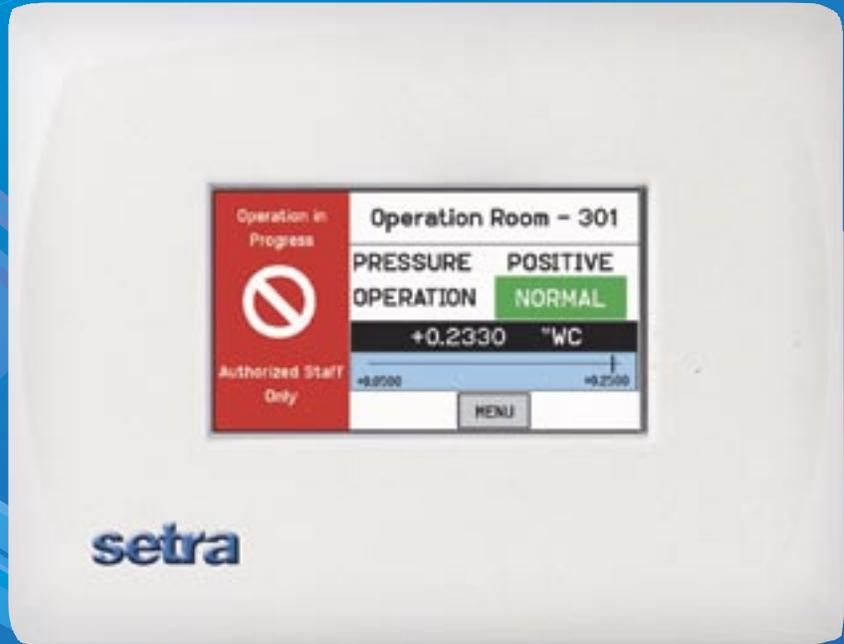 Operation in
Progress
Authorized Staff
Only
Operation Room - 301
PRESSURE POSITIVE
OPERATION NORMAL
+0.2330 "WC
+0.0500 +0.2500
MENU
setra